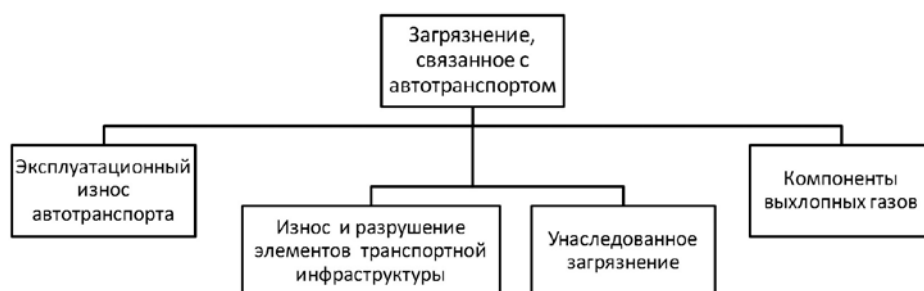 Загрязнение,
связанное с
автотранспортом
Эксплуатационный
износ
автотранспорта
Износ и разрушение
элементов транспортной
инфраструктуры
Унаследованное
загрязнение
Компоненты
выхлопных газов